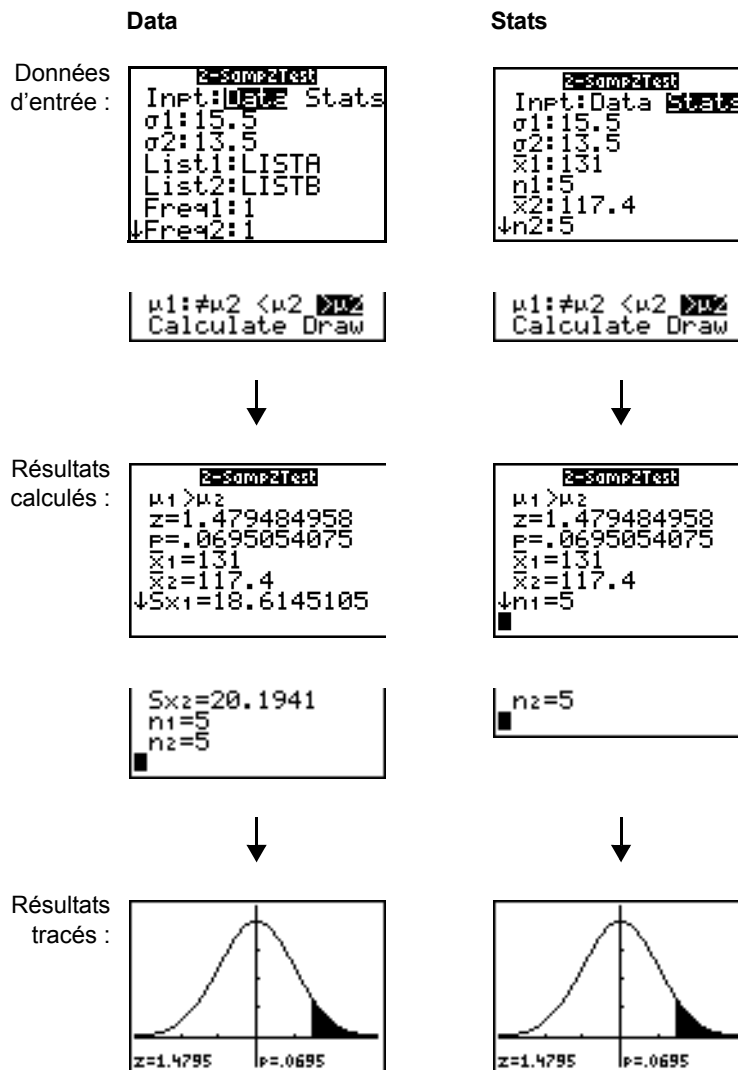 Data
Stats
Données d'entrée :
2-SampZTest
Inpt:Data Stats
σ1:15.5
σ2:13.5
List1:LISTA
List2:LISTB
Freq1:1
↓Freq2:1
μ1:≠μ2 <μ2 >μ2
Calculate Draw
2-SampZTest
Inpt:Data Stats
σ1:15.5
σ2:13.5
x̄1:131
n1:5
x̄2:117.4
↓n2:5
μ1:≠μ2 <μ2 >μ2
Calculate Draw
Résultats calculés :
2-SampZTest
μ1>μ2
z=1.479484958
p=.0695054075
x̄1=131
x̄2=117.4
↓Sx1=18.6145105
Sx2=20.1941
n1=5
n2=5
2-SampZTest
μ1>μ2
z=1.479484958
p=.0695054075
x̄1=131
x̄2=117.4
↓n1=5
n2=5
Résultats tracés :
z=1.4795 p=.0695
z=1.4795 p=.0695